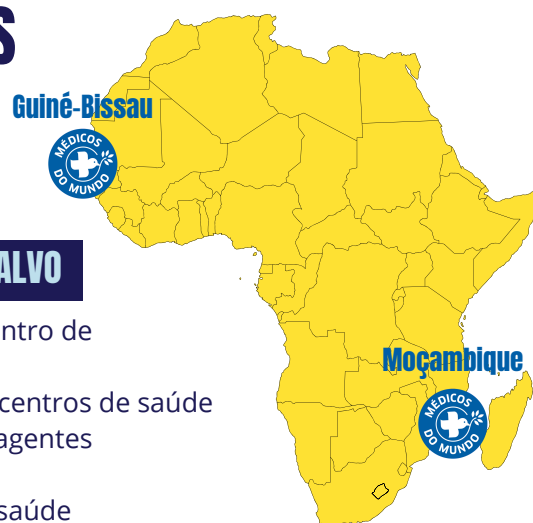 S
Guiné-Bissau
MÉDICOS
DO MUNDO
ALVO
ntro de
Moçambique
centros de saúde
MÉDICOS
DO MUNDO
agentes
saúde